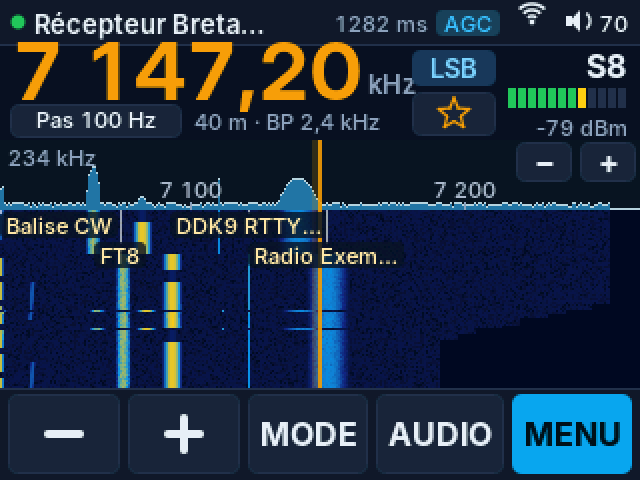 Récepteur Breta... 1282 ms AGC 70
7 147,20 kHz LSB S8
Pas 100 Hz 40 m · BP 2,4 kHz -79 dBm
234 kHz 7 100 7 200 − +
Balise CW DDK9 RTTY...
FT8 Radio Exem...
− + MODE AUDIO MENU